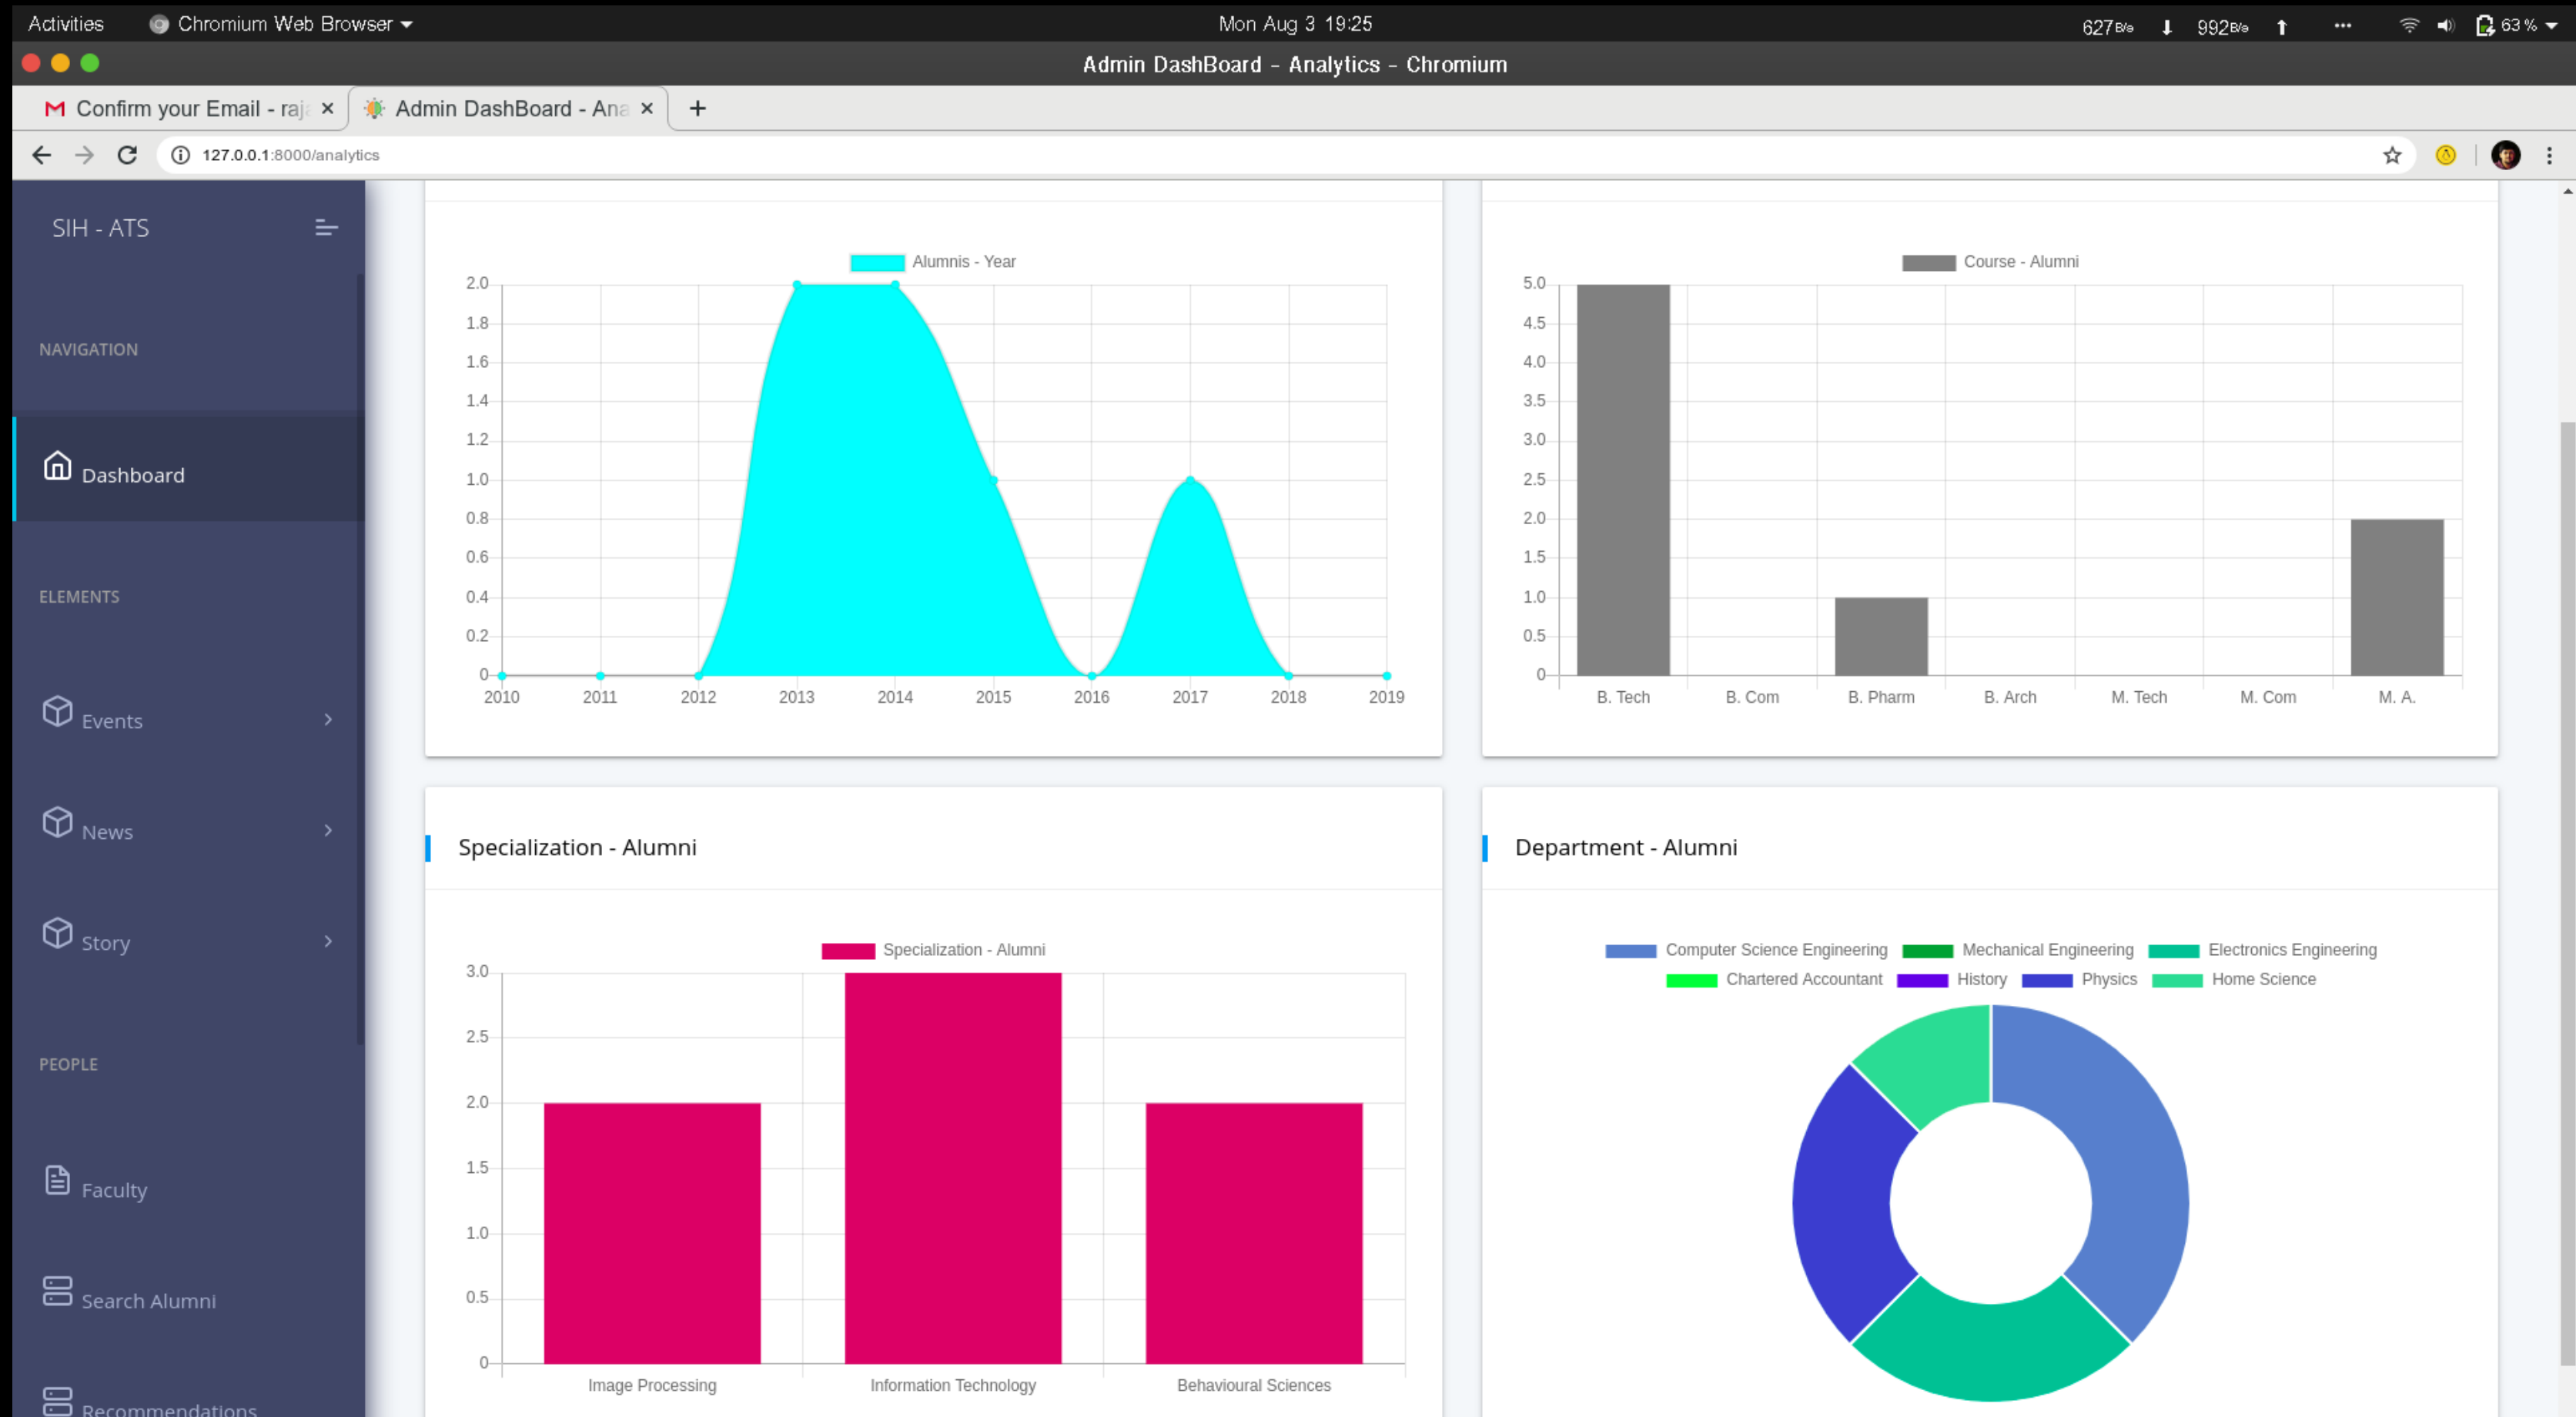 Activities Chromium Web Browser Mon Aug 3 19:25 627 B/s 992 B/s 63 %
Admin DashBoard - Analytics - Chromium
Confirm your Email - raja Admin DashBoard - Ana
127.0.0.1:8000/analytics
SIH - ATS
NAVIGATION
Dashboard
ELEMENTS
Events
News
Story
PEOPLE
Faculty
Search Alumni
Recommendations
Alumnis - Year
2.0
1.8
1.6
1.4
1.2
1.0
0.8
0.6
0.4
0.2
0
2010 2011 2012 2013 2014 2015 2016 2017 2018 2019
Course - Alumni
5.0
4.5
4.0
3.5
3.0
2.5
2.0
1.5
1.0
0.5
0
B. Tech B. Com B. Pharm B. Arch M. Tech M. Com M. A.
Specialization - Alumni
Specialization - Alumni
3.0
2.5
2.0
1.5
1.0
0.5
0
Image Processing Information Technology Behavioural Sciences
Department - Alumni
Computer Science Engineering Mechanical Engineering Electronics Engineering
Chartered Accountant History Physics Home Science